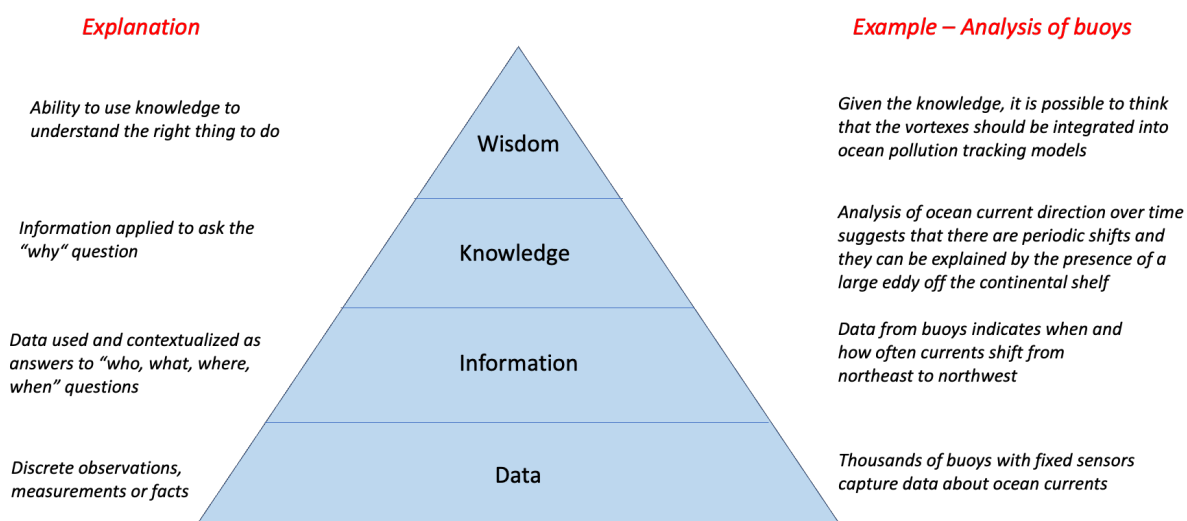 Explanation
Example – Analysis of buoys
Ability to use knowledge to
understand the right thing to do
Wisdom
Given the knowledge, it is possible to think
that the vortexes should be integrated into
ocean pollution tracking models
Information applied to ask the
“why“ question
Knowledge
Analysis of ocean current direction over time
suggests that there are periodic shifts and
they can be explained by the presence of a
large eddy off the continental shelf
Data used and contextualized as
answers to “who, what, where,
when” questions
Information
Data from buoys indicates when and
how often currents shift from
northeast to northwest
Discrete observations,
measurements or facts
Data
Thousands of buoys with fixed sensors
capture data about ocean currents